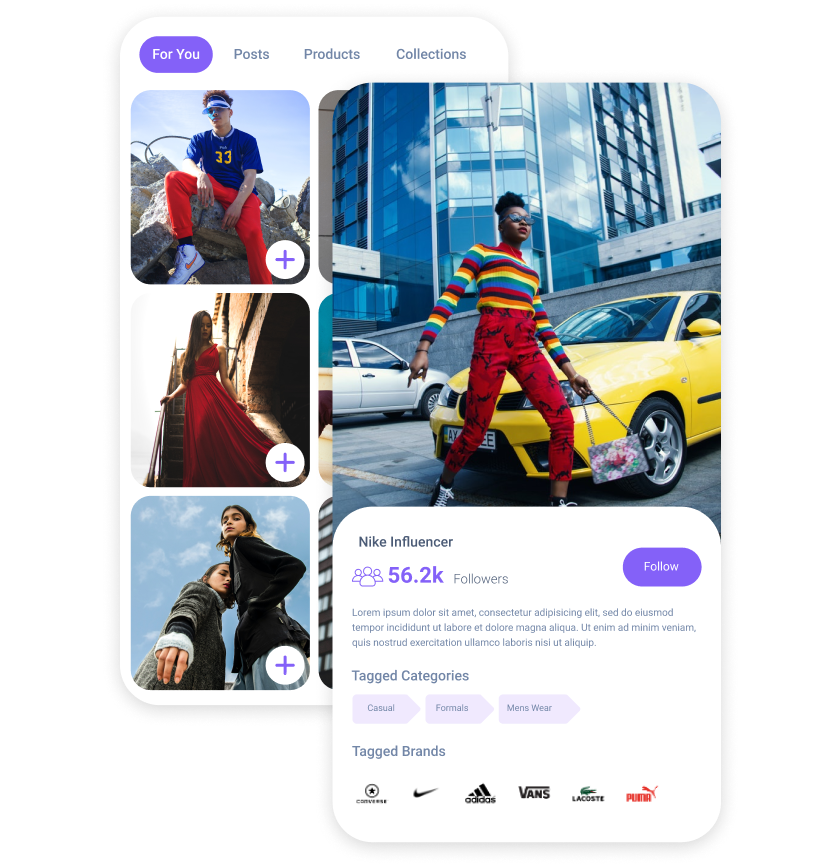 For You
Posts
Products
Collections
33
Nike Influencer
56.2k Followers
Follow
Lorem ipsum dolor sit amet, consectetur adipisicing elit, sed do eiusmod
tempor incididunt ut labore et dolore magna aliqua. Ut enim ad minim veniam,
quis nostrud exercitation ullamco laboris nisi ut aliquip.
Tagged Categories
Casual
Formals
Mens Wear
Tagged Brands
CONVERSE
adidas
VANS
LACOSTE
PUMA